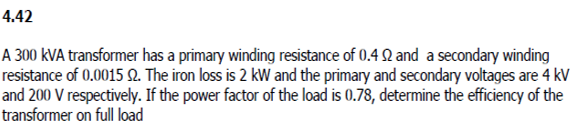 4.42
A 300 kVA transformer has a primary winding resistance of 0.4 Ω and a secondary winding
resistance of 0.0015 Ω. The iron loss is 2 kW and the primary and secondary voltages are 4 kV
and 200 V respectively. If the power factor of the load is 0.78, determine the efficiency of the
transformer on full load